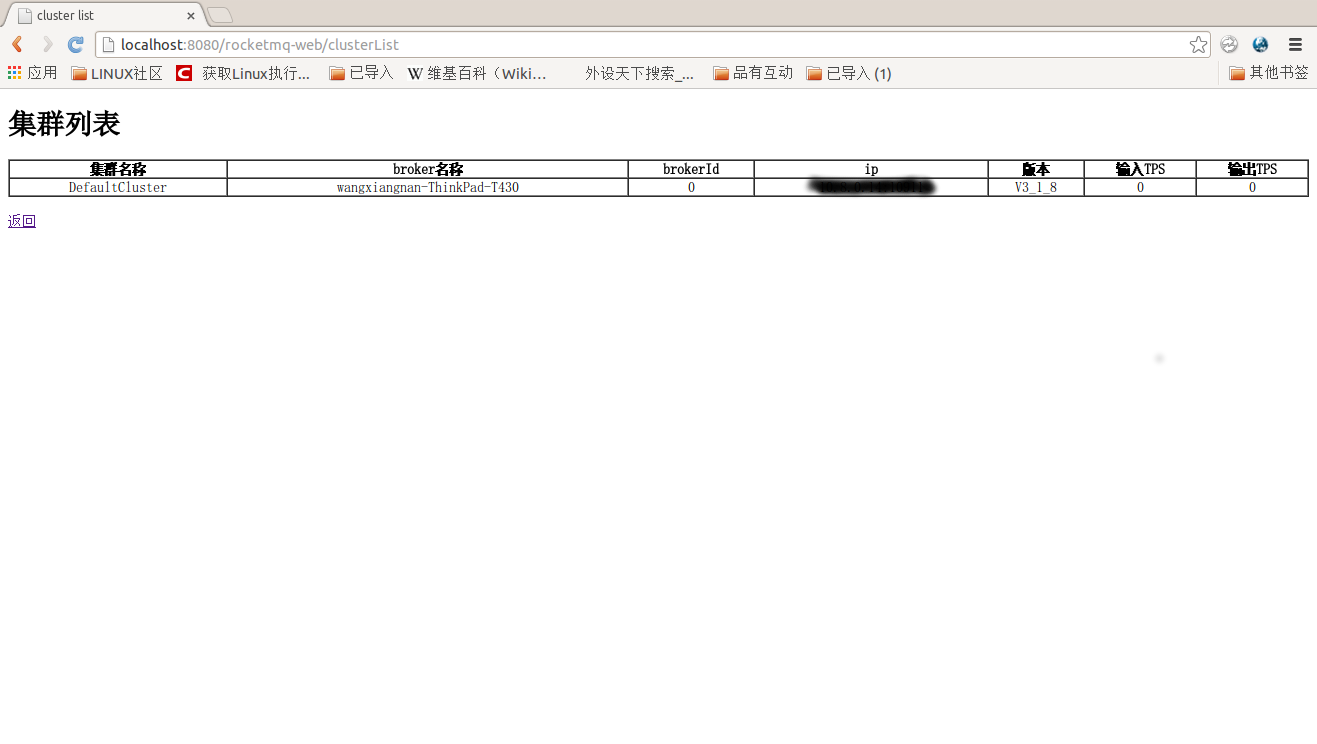 cluster list
localhost:8080/rocketmq-web/clusterList
应用 LINUX社区 获取Linux执行... 已导入 维基百科（Wiki... 外设天下搜索_... 品有互动 已导入 (1) 其他书签
集群列表
集群名称 broker名称 brokerId ip 版本 输入TPS 输出TPS
DefaultCluster wangxiangnan-ThinkPad-T430 0 V3_1_8 0 0
返回